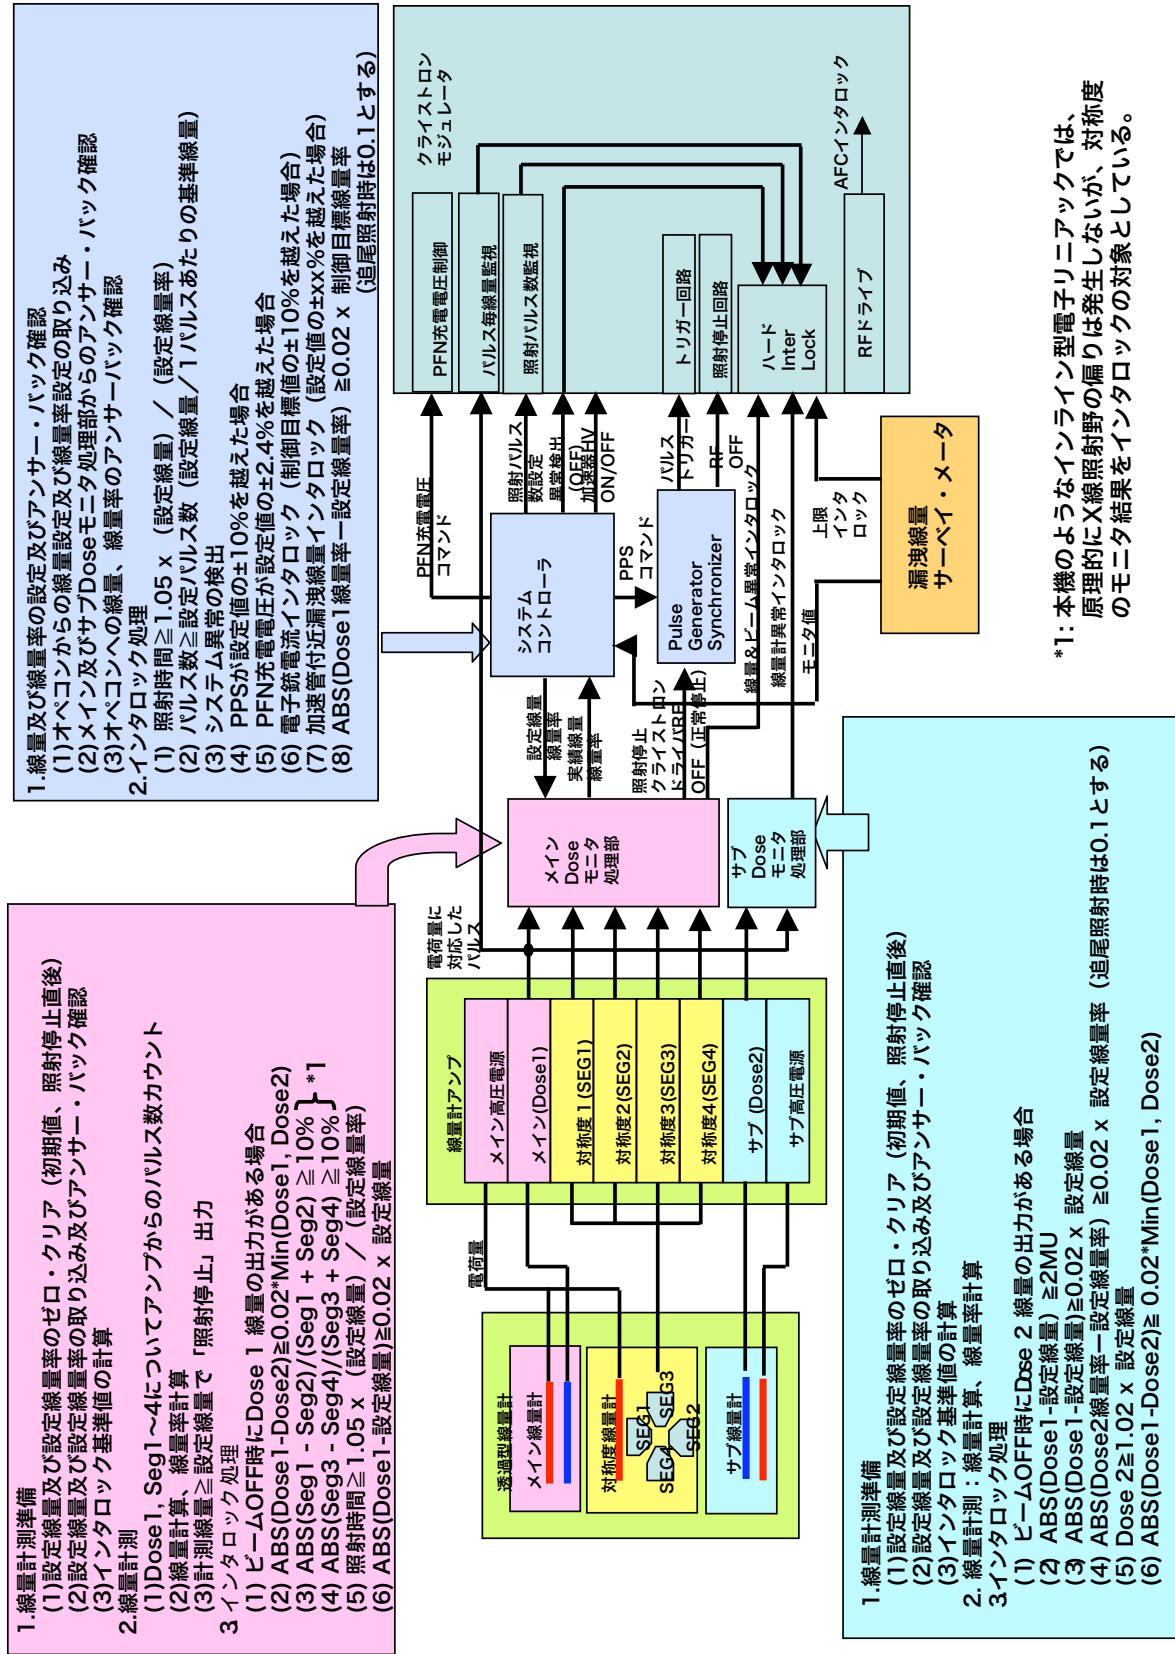 1.線量計測準備
(1)設定線量及び設定線量率のゼロ・クリア（初期値、照射停止直後）
(2)設定線量及び設定線量率の取り込み及びアンサー・バック確認
(3)インタロック基準値の計算
2.線量計測
(1)Dose1, Seg1~4についてアンプからのパルス数カウント
(2)線量計算、線量率計算
(3)計測線量≧設定線量で「照射停止」出力
3.インタロック処理
(1) ビームOFF時にDose 1 線量の出力がある場合
(2) ABS(Dose1-Dose2)≧0.02*Min(Dose1, Dose2)
(3) ABS(Seg1 - Seg2)/(Seg1 + Seg2) ≧10%
(4) ABS(Seg3 - Seg4)/(Seg3 + Seg4) ≧10%
*1
(5) 照射時間≧1.05 x （設定線量）／（設定線量率）
(6) ABS(Dose1-設定線量)≧0.02 x 設定線量
1.線量及び線量率の設定及びアンサー・バック確認
(1)オペコンからの線量設定及び線量率設定の取り込み
(2)メイン及びサブDoseモニタ処理部からのアンサー・バック確認
(3)オペコンへの線量、線量率のアンサーバック確認
2.インタロック処理
(1) 照射時間≧1.05 x （設定線量）／（設定線量率）
(2) パルス数≧設定パルス数（設定線量／1パルスあたりの基準線量）
(3) システム異常の検出
(4) PPSが設定値の±10%を越えた場合
(5) PFN充電電圧が設定値の±2.4%を越えた場合
(6) 電子銃電流インタロック（制御目標値の±10%を越えた場合）
(7) 加速管付近漏洩線量インタロック（設定値の±xx%を越えた場合）
(8) ABS(Dose1線量率ー設定線量率）≧0.02 x 制御目標線量率
（追尾照射時は0.1とする）
透過型線量計
メイン線量計
対称度線量計
SEG1
SEG3
SEG4
SEG2
サブ線量計
電荷量
線量計アンプ
メイン高圧電源
メイン(Dose1)
対称度1(SEG1)
対称度2(SEG2)
対称度3(SEG3)
対称度4(SEG4)
サブ (Dose2)
サブ高圧電源
電荷量に
対応した
パルス
メイン
Dose
モニタ
処理部
サブ
Dose
モニタ
処理部
設定線量
線量率
実績線量
線量率
照射停止
クライストロン
ドライバRF
OFF（正常停止）
システム
コントローラ
PPS
コマンド
Pulse
Generator
Synchronizer
PFN充電電圧
コマンド
照射パルス
数設定
異常検出
(OFF)
加速器HV
ON/OFF
パルス
トリガー
RF
OFF
線量&ビーム異常インタロック
線量計異常インタロック
モニタ値
上限
インタ
ロック
漏洩線量
サーベイ・メータ
クライストロン
モジュレータ
PFN充電電圧制御
パルス毎線量監視
照射パルス数監視
トリガー回路
照射停止回路
ハード
Inter
Lock
RFドライブ
AFCインタロック
1.線量計測準備
(1)設定線量及び設定線量率のゼロ・クリア（初期値、照射停止直後）
(2)設定線量及び設定線量率の取り込み及びアンサー・バック確認
(3)インタロック基準値の計算
2. 線量計測：線量計算、線量率計算
3.インタロック処理
(1) ビームOFF時にDose 2 線量の出力がある場合
(2) ABS(Dose1-設定線量) ≧2MU
(3) ABS(Dose1-設定線量)≧0.02 x 設定線量
(4) ABS(Dose2線量率ー設定線量率）≧0.02 x 設定線量率（追尾照射時は0.1とする）
(5) Dose 2≧1.02 x 設定線量
(6) ABS(Dose1-Dose2)≧ 0.02*Min(Dose1, Dose2)
*1: 本機のようなインライン型電子リニアックでは、
原理的にX線照射野の偏りは発生しないが、対称度
のモニタ結果をインタロックの対象としている。